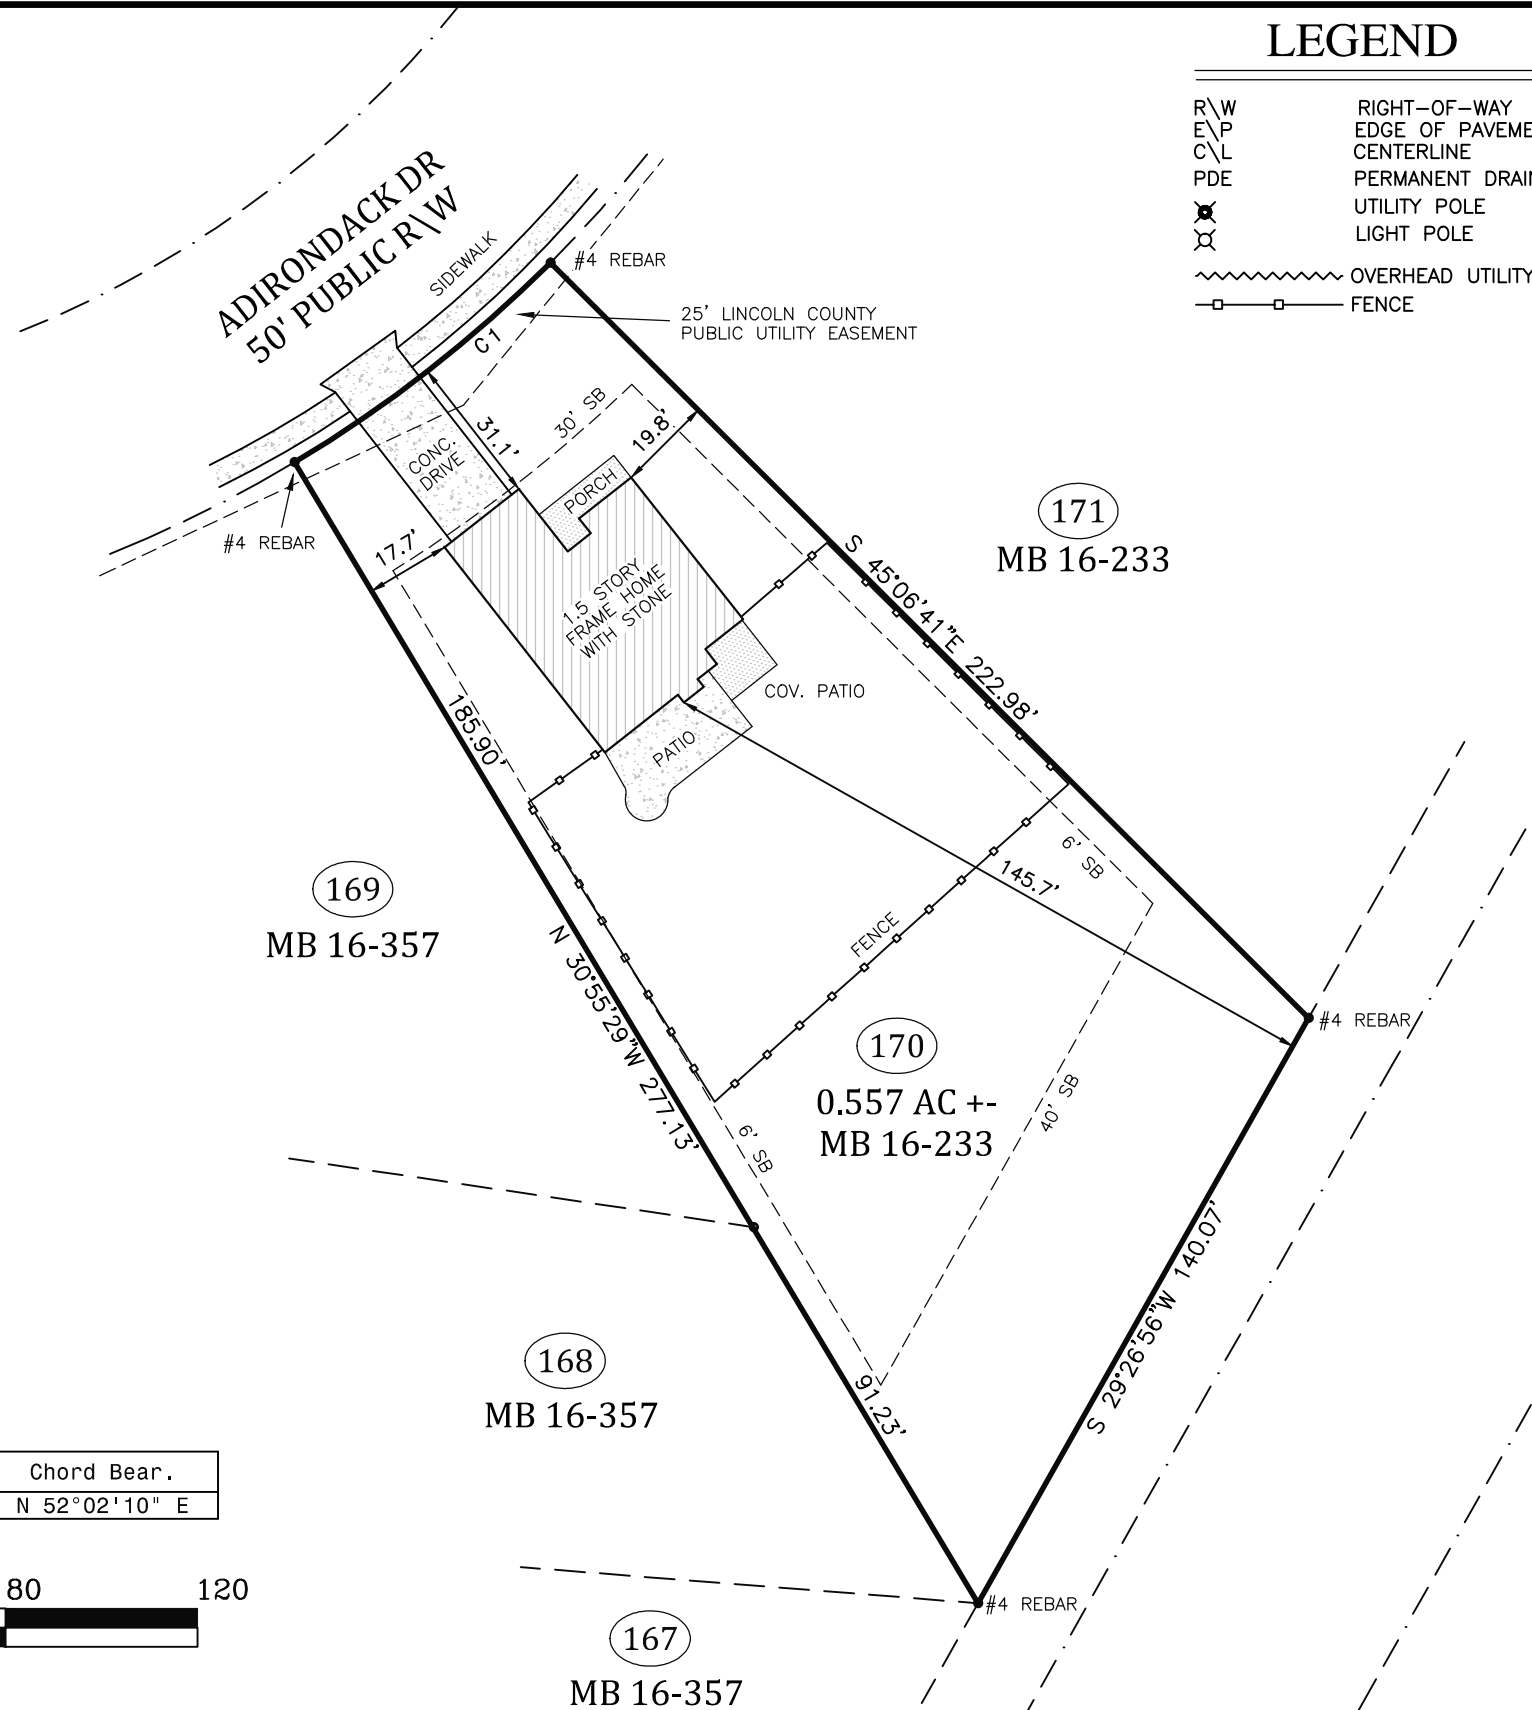 LEGEND
R\W RIGHT-OF-WAY
E\P EDGE OF PAVEME
C\L CENTERLINE
PDE PERMANENT DRAIN
UTILITY POLE
LIGHT POLE
OVERHEAD UTILITY
FENCE
ADIRONDACK DR
50' PUBLIC R\W
SIDEWALK
#4 REBAR
25' LINCOLN COUNTY
PUBLIC UTILITY EASEMENT
C1
30' SB
31.1'
19.8'
CONC.
DRIVE
PORCH
#4 REBAR
17.7'
171
MB 16-233
S 45°06'41"E 222.98'
1.5 STORY
FRAME HOME
WITH STONE
COV. PATIO
185.90'
PATIO
6' SB
145.7'
169
MB 16-357
FENCE
N 30°55'29"W 277.13'
#4 REBAR
170
0.557 AC +-
MB 16-233
40' SB
6' SB
S 29°26'56"W 140.07'
168
MB 16-357
91.23'
Chord Bear.
N 52°02'10" E
80 120
#4 REBAR
167
MB 16-357